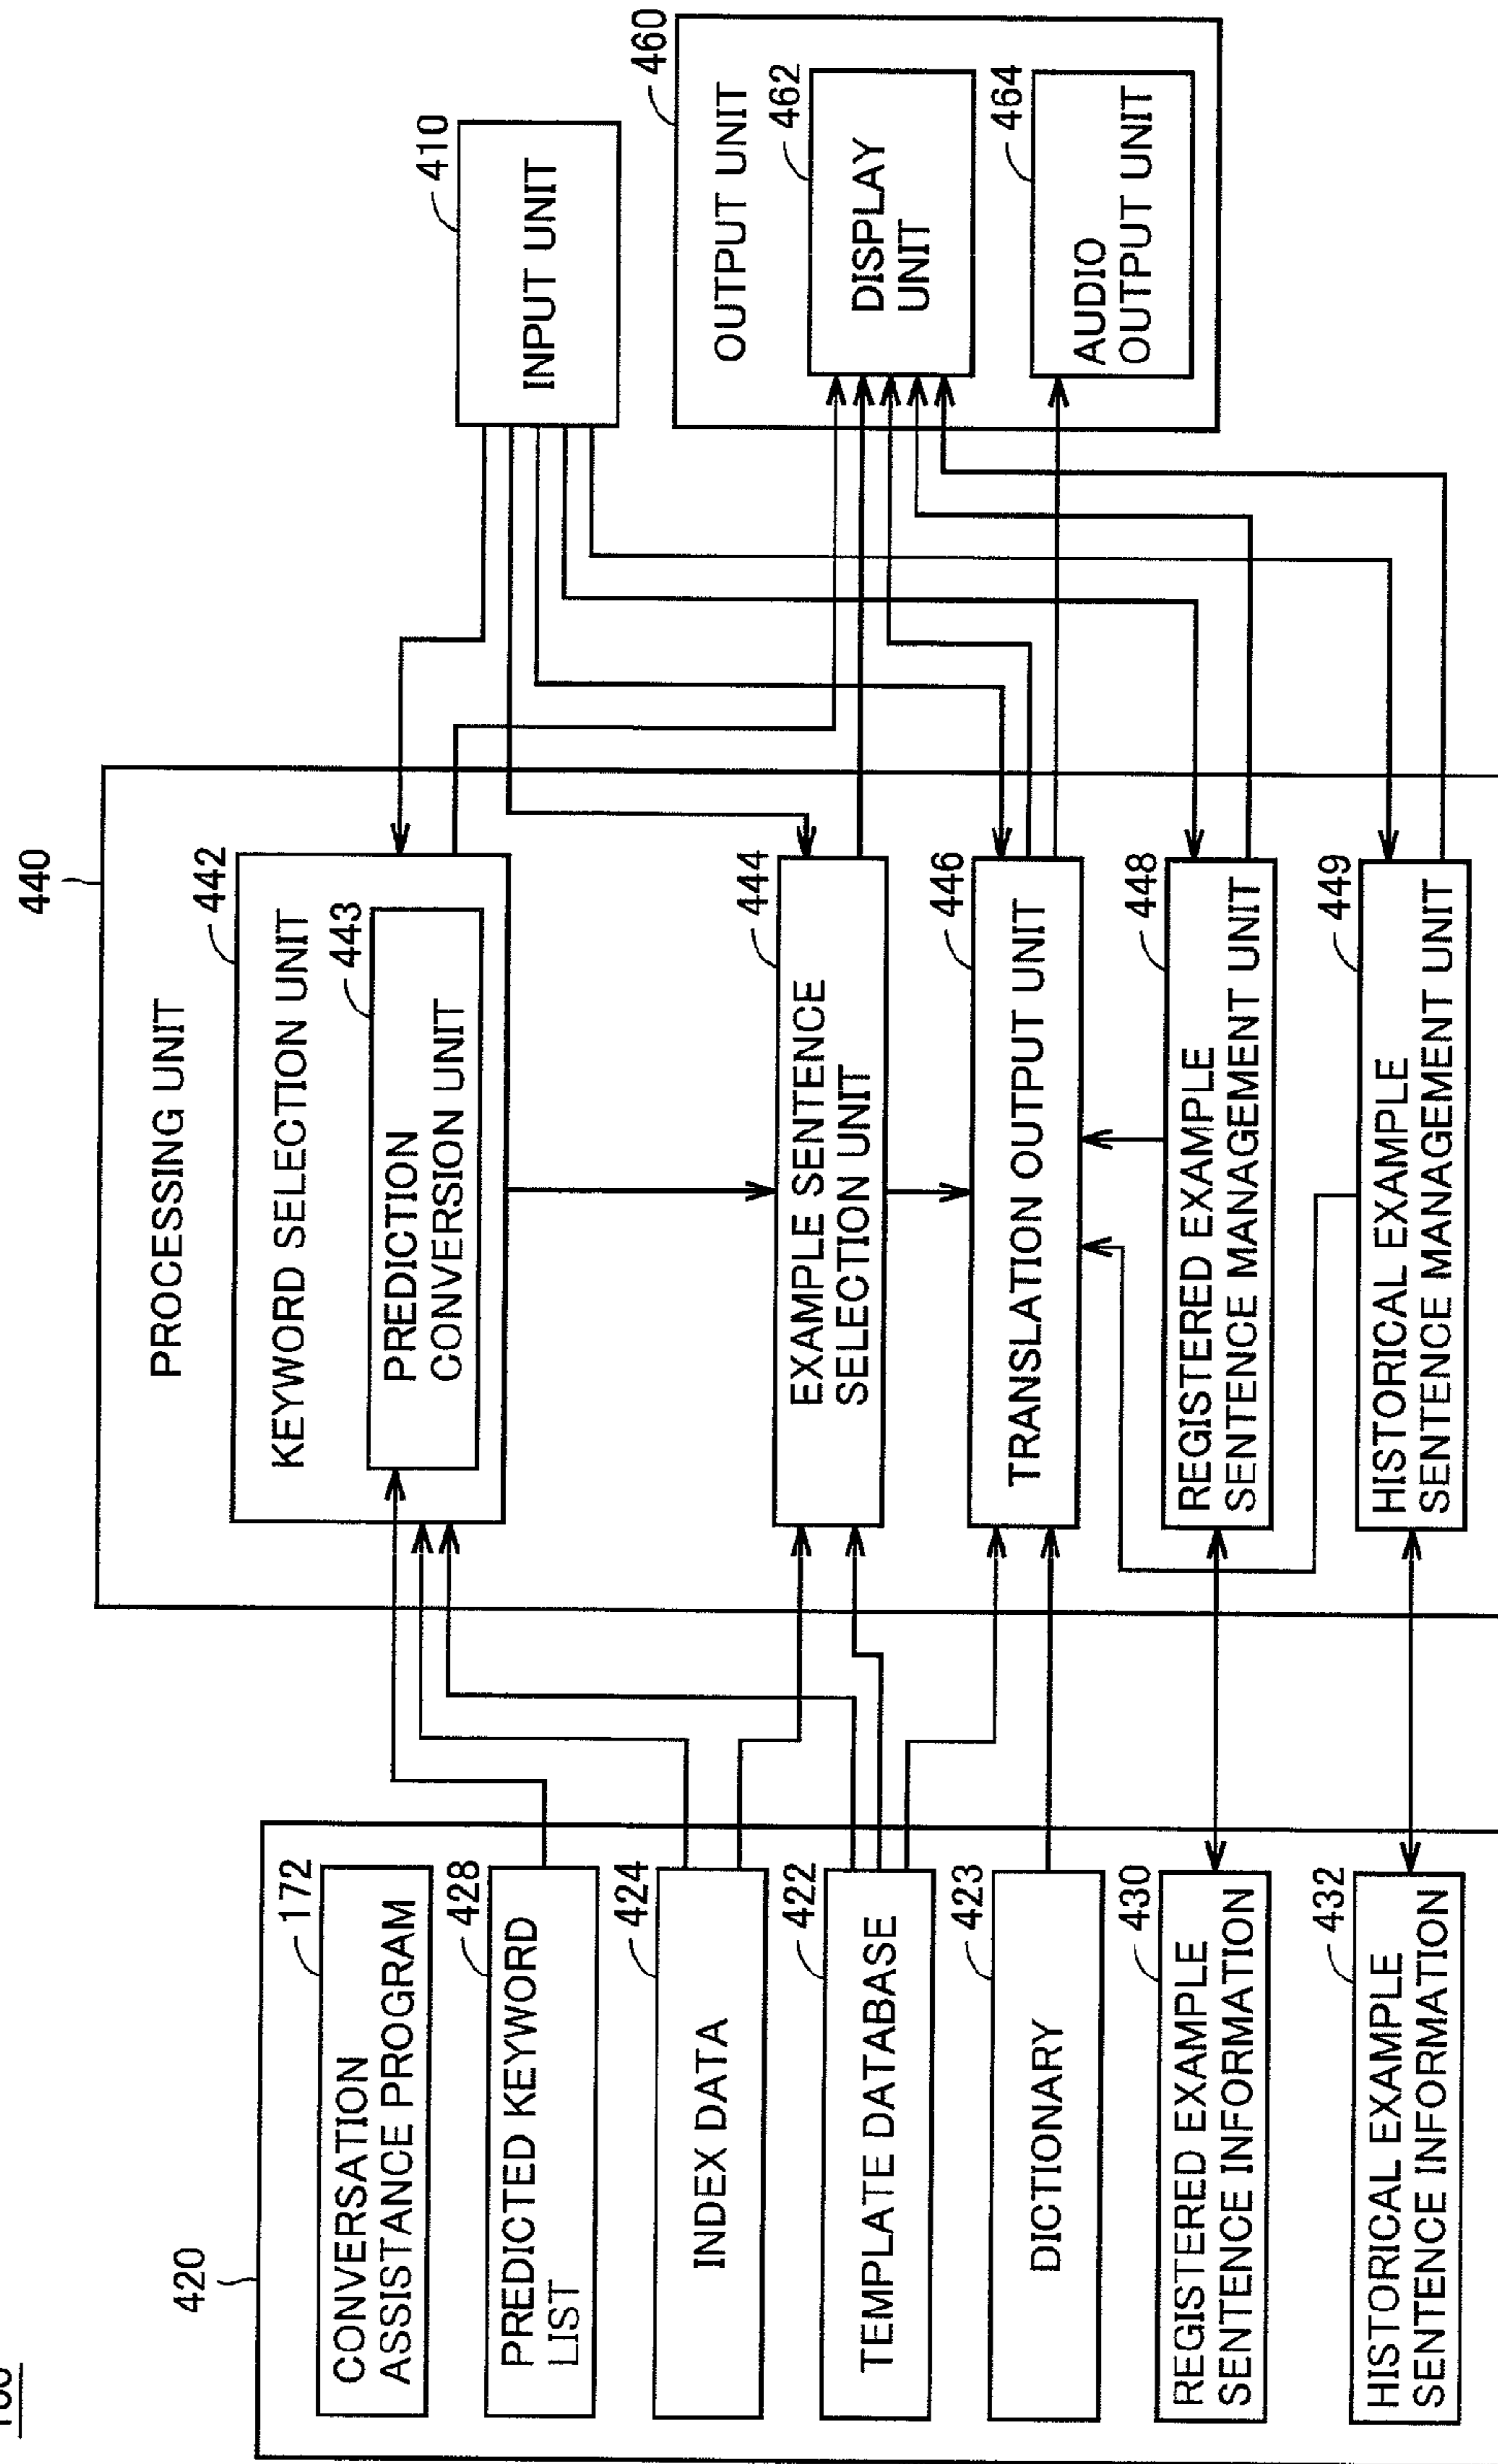 420
172
CONVERSATION
ASSISTANCE PROGRAM
428
PREDICTED KEYWORD
LIST
424
INDEX DATA
422
TEMPLATE DATABASE
423
DICTIONARY
430
REGISTERED EXAMPLE
SENTENCE INFORMATION
432
HISTORICAL EXAMPLE
SENTENCE INFORMATION
440
PROCESSING UNIT
442
KEYWORD SELECTION UNIT
443
PREDICTION
CONVERSION UNIT
444
EXAMPLE SENTENCE
SELECTION UNIT
446
TRANSLATION OUTPUT UNIT
448
REGISTERED EXAMPLE
SENTENCE MANAGEMENT UNIT
449
HISTORICAL EXAMPLE
SENTENCE MANAGEMENT UNIT
410
INPUT UNIT
460
OUTPUT UNIT
462
DISPLAY
UNIT
464
AUDIO
OUTPUT UNIT